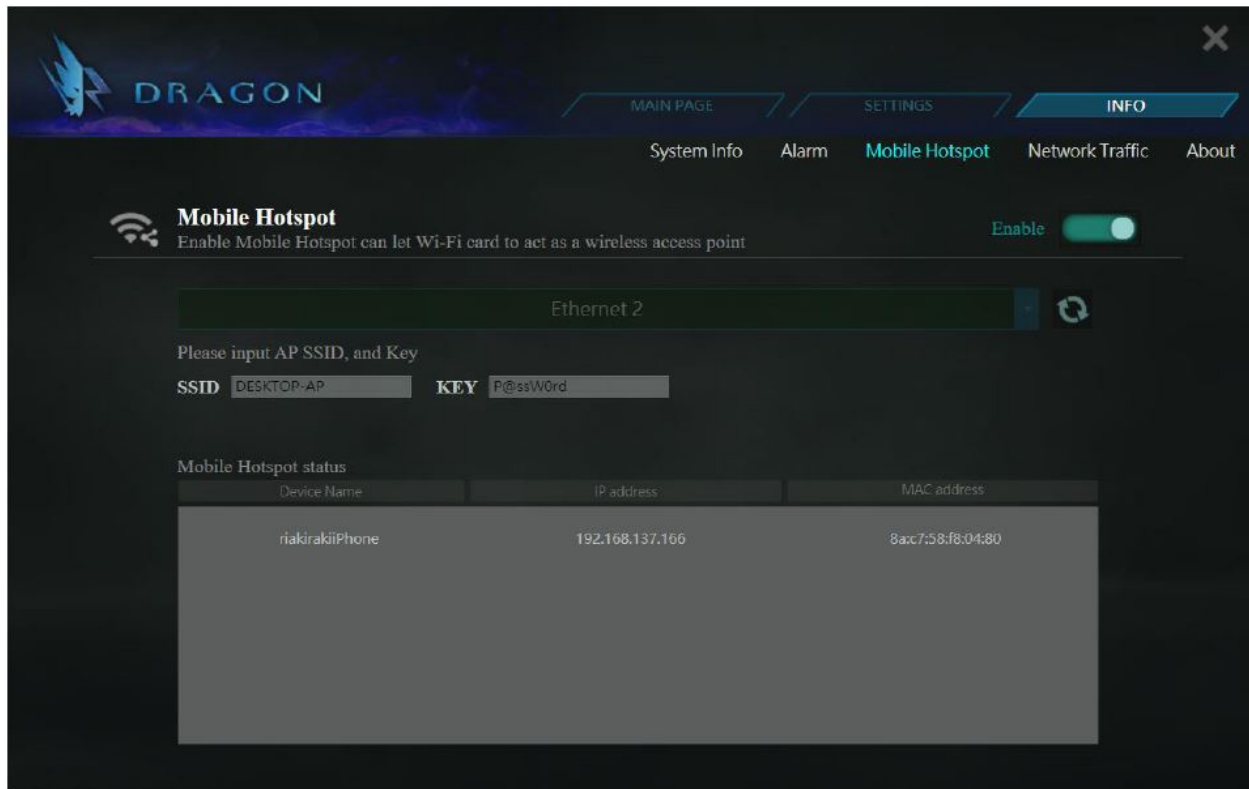 DRAGON
MAIN PAGE SETTINGS INFO
System Info Alarm Mobile Hotspot Network Traffic About
Mobile Hotspot
Enable Mobile Hotspot can let Wi-Fi card to act as a wireless access point
Enable
Ethernet 2
Please input AP SSID, and Key
SSID DESKTOP-AP KEY P@ssW0rd
Mobile Hotspot status
Device Name IP address MAC address
riakirakiiPhone 192.168.137.166 8a:c7:58:f8:04:80